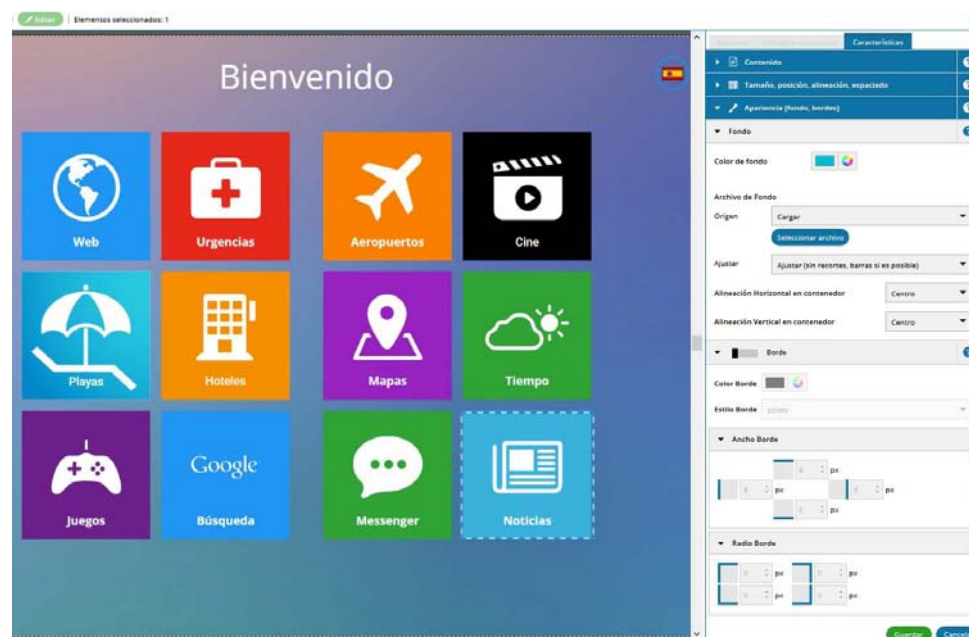 Editar
Elementos seleccionados: 1
Bienvenido
Web
Urgencias
Aeropuertos
Cine
Playas
Hoteles
Mapas
Tiempo
Juegos
Google
Búsqueda
Messenger
Noticias
Características
Contenido
Tamaño, posición, alineación, espaciado
Apariencia (fondo, bordes)
Fondo
Color de fondo
Archivo de Fondo
Origen
Cargar
Seleccionar archivo
Ajustar
Ajustar (sin recortes, barras si es posible)
Alineación Horizontal en contenedor
Centro
Alineación Vertical en contenedor
Centro
Borde
Color Borde
Estilo Borde
Ancho Borde
px
px
px
px
Radio Borde
px
px
px
px
Guardar